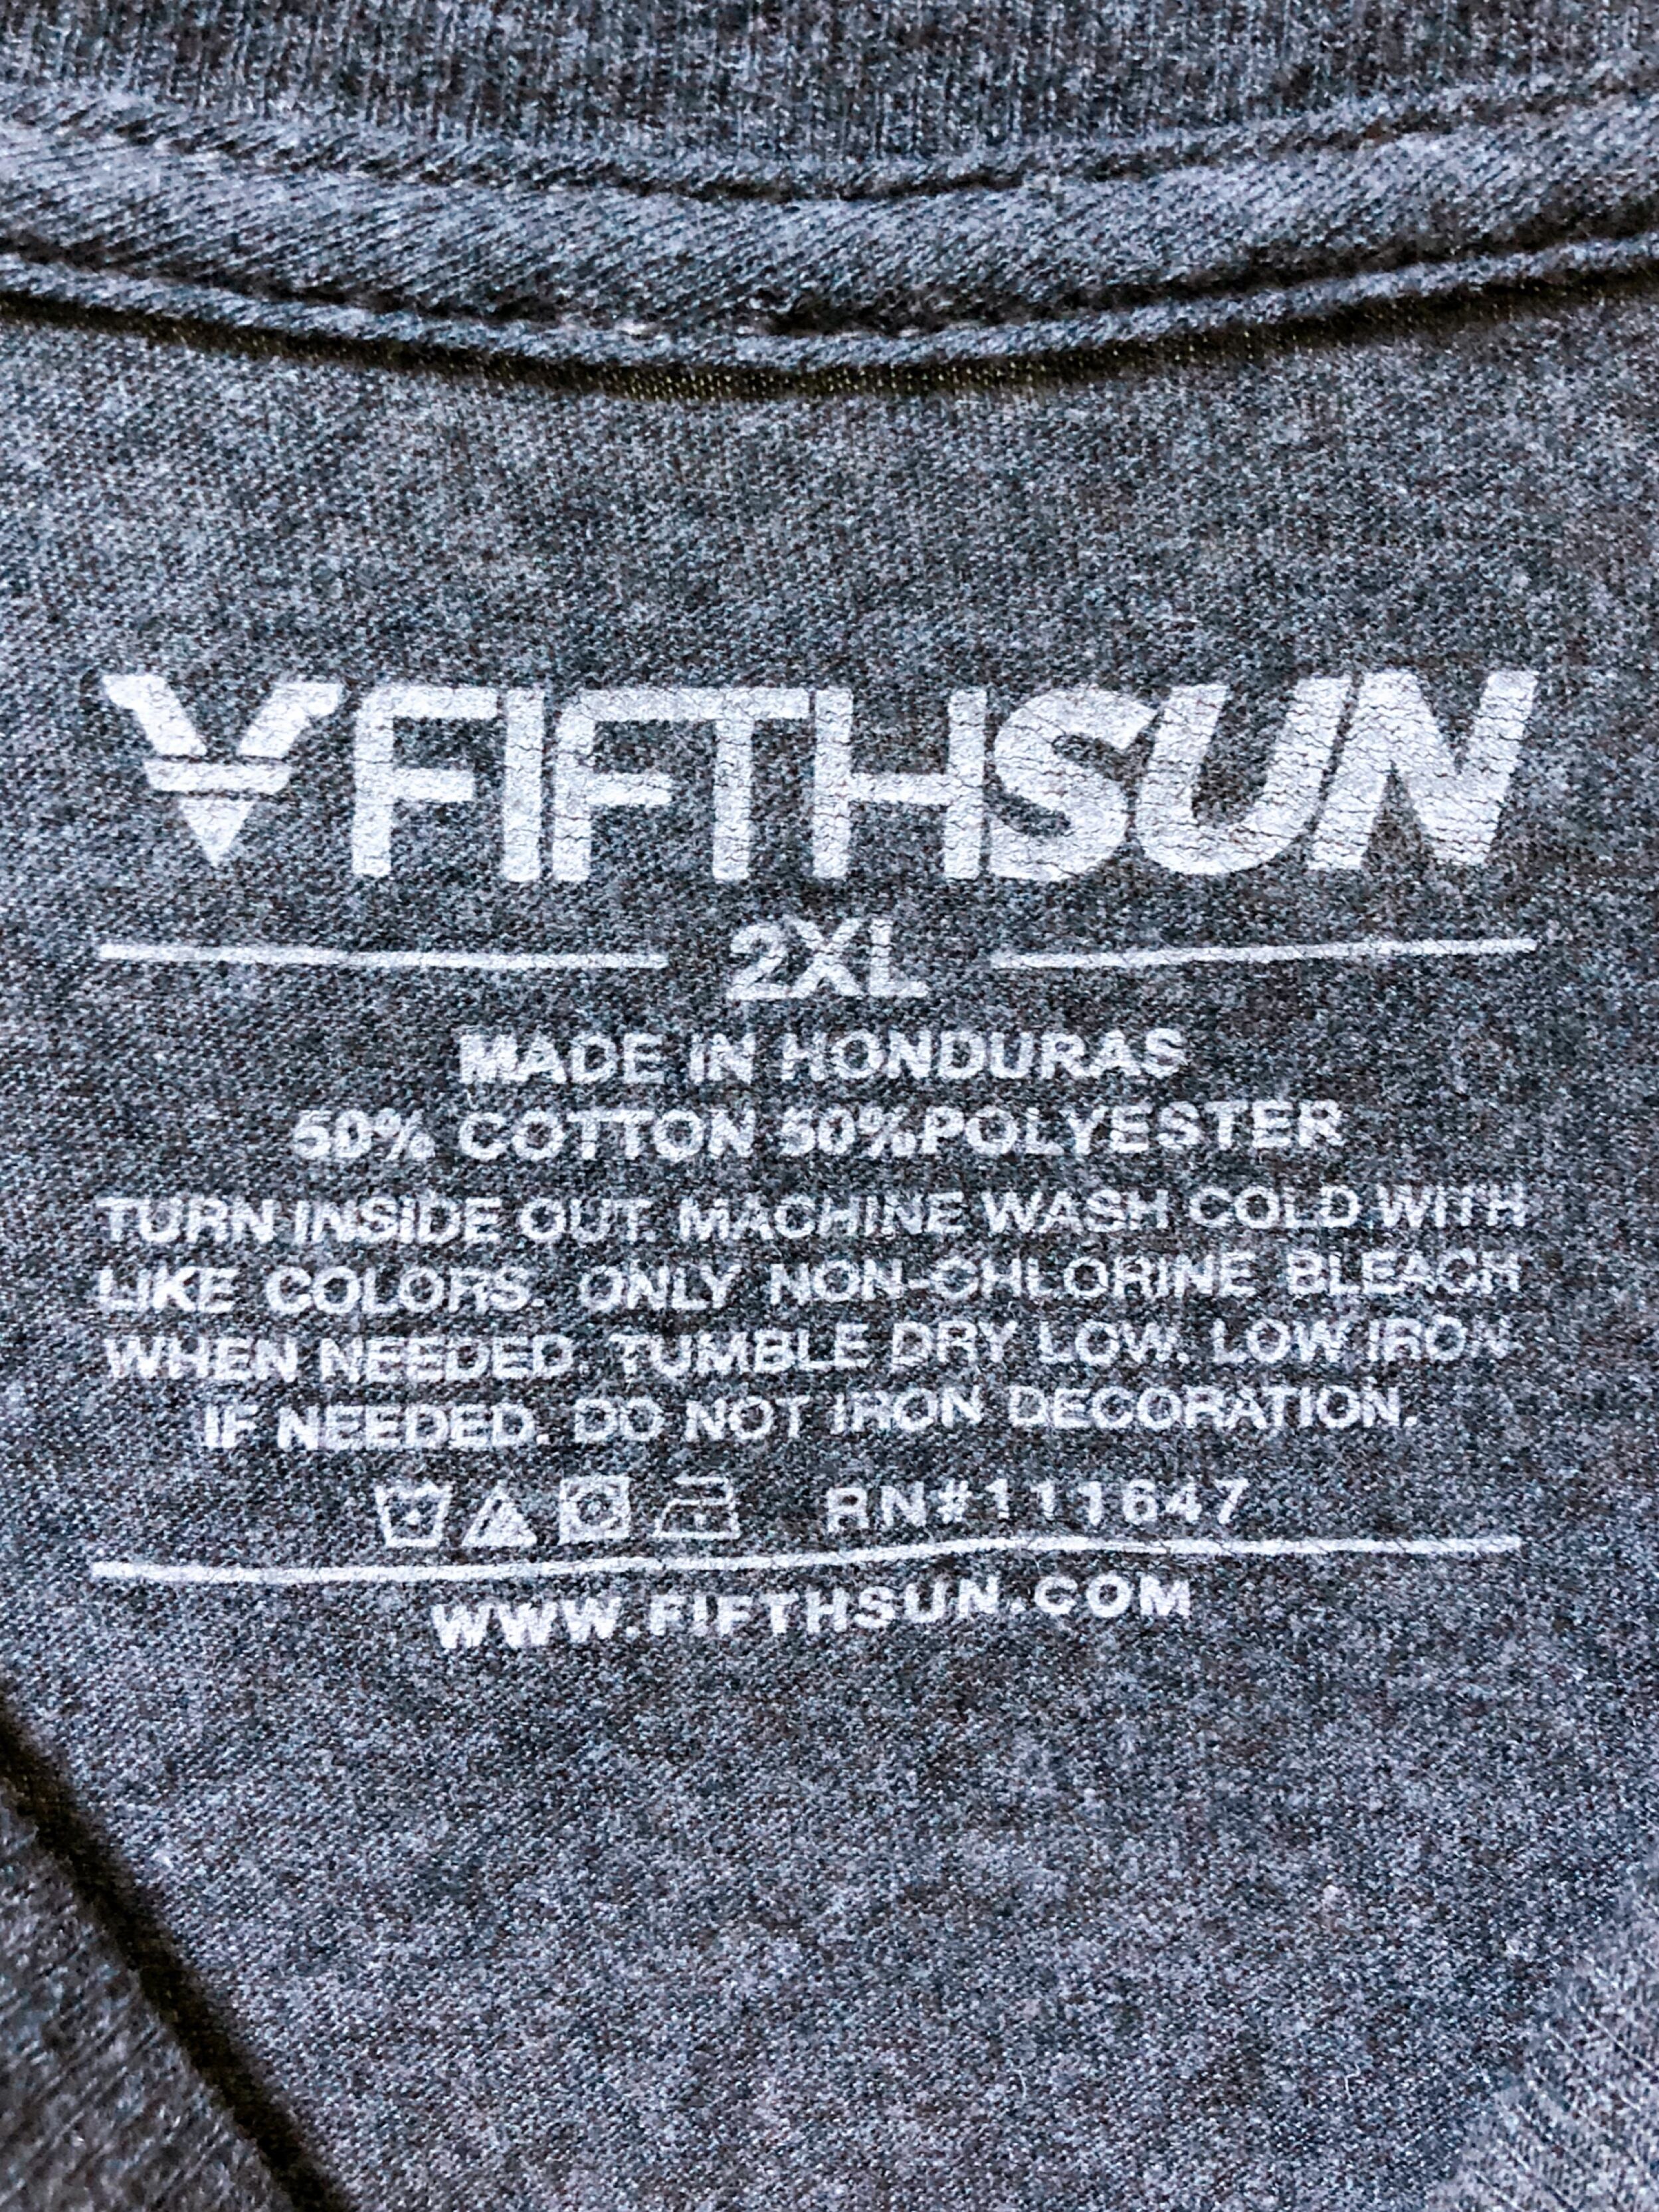 FIFTHSUN
2XL
MADE IN HONDURAS
50% COTTON 50%POLYESTER
TURN INSIDE OUT. MACHINE WASH COLD WITH
LIKE COLORS. ONLY NON-CHLORINE BLEACH
WHEN NEEDED. TUMBLE DRY LOW. LOW IRON
IF NEEDED. DO NOT IRON DECORATION.
RN#111647
WWW.FIFTHSUN.COM